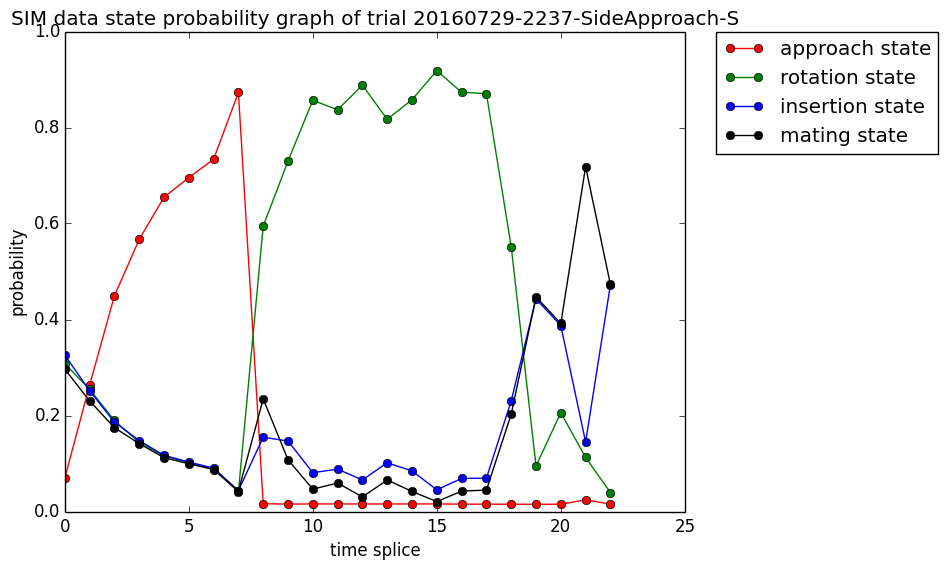 SIM data state probability graph of trial 20160729-2237-SideApproach-S
approach state
rotation state
insertion state
mating state
probability
1.0
0.8
0.6
0.4
0.2
0.0
0 5 10 15 20 25
time splice